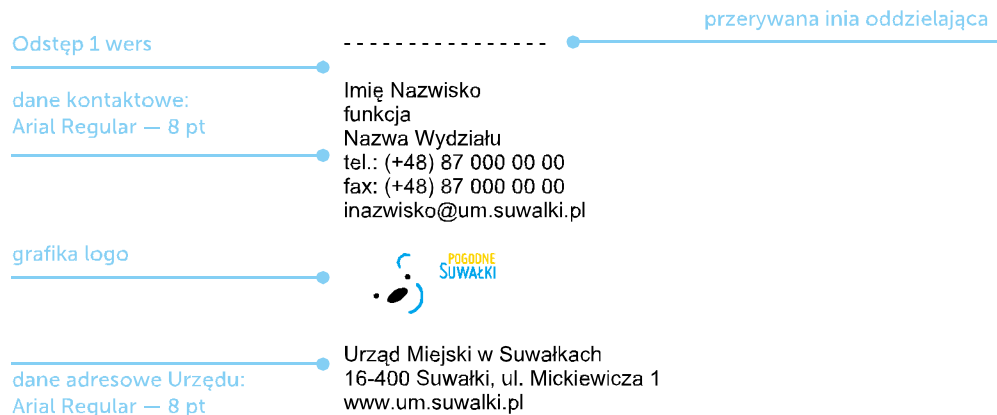 przerywana inia oddzielająca
Odstęp 1 wers
- - - - - - - - - - - - - - - - -
dane kontaktowe:
Arial Regular — 8 pt
Imię Nazwisko
funkcja
Nazwa Wydziału
tel.: (+48) 87 000 00 00
fax: (+48) 87 000 00 00
inazwisko@um.suwalki.pl
grafika logo
POGODNE
SUWAŁKI
Urząd Miejski w Suwałkach
16-400 Suwałki, ul. Mickiewicza 1
www.um.suwalki.pl
dane adresowe Urzędu:
Arial Regular — 8 pt